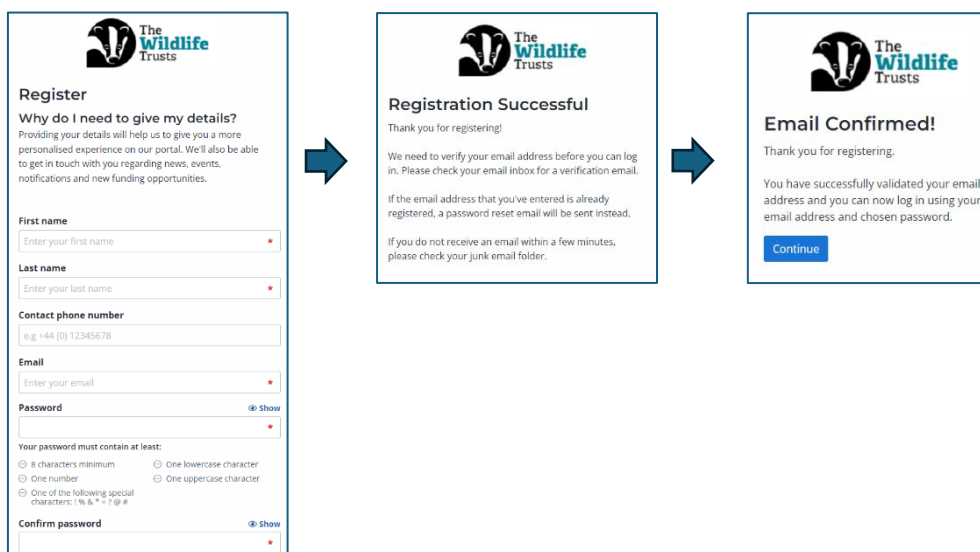 The
Wildlife
Trusts
Register
Why do I need to give my details?
Providing your details will help us to give you a more
personalised experience on our portal. We'll also be able
to get in touch with you regarding news, events,
notifications and new funding opportunities.
First name
Enter your first name *
Last name
Enter your last name *
Contact phone number
e.g +44 (0) 12345678
Email
Enter your email *
Password Show
*
Your password must contain at least:
8 characters minimum One lowercase character
One number One uppercase character
One of the following special
characters: ! % & * = ? @ #
Confirm password Show
*
The
Wildlife
Trusts
Registration Successful
Thank you for registering!
We need to verify your email address before you can log
in. Please check your email inbox for a verification email.
If the email address that you've entered is already
registered, a password reset email will be sent instead.
If you do not receive an email within a few minutes,
please check your junk email folder.
The
Wildlife
Trusts
Email Confirmed!
Thank you for registering.
You have successfully validated your email
address and you can now log in using your
email address and chosen password.
Continue